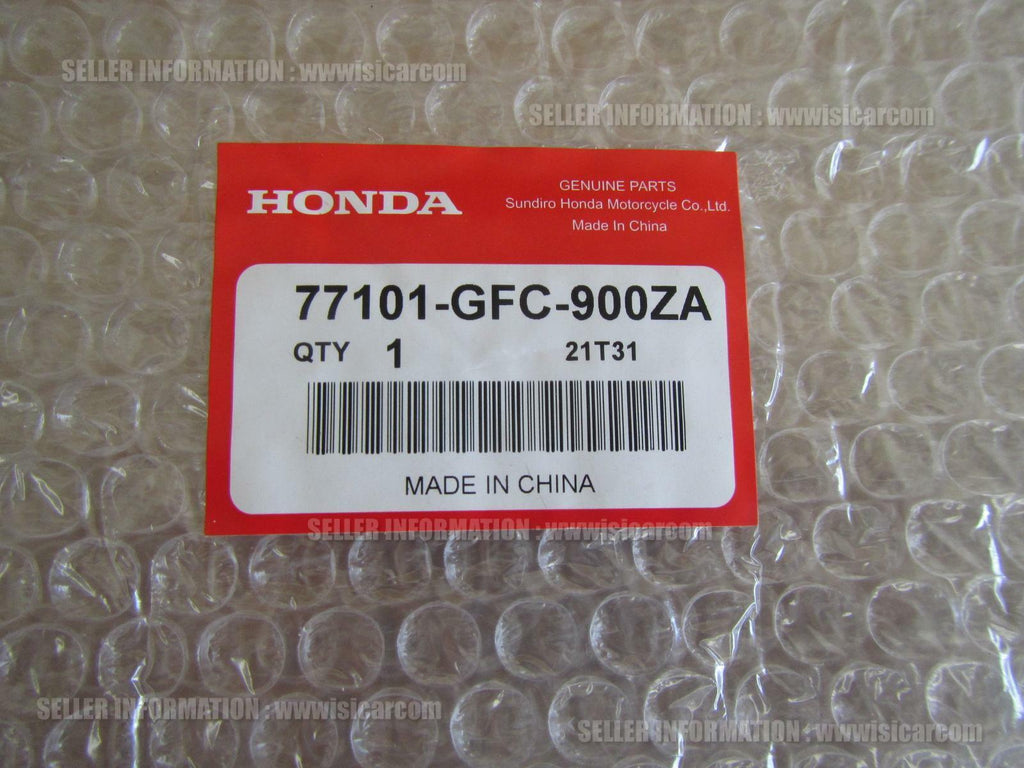 SELLER INFORMATION : wwwisicarcom
SELLER INFORMATION : wwwisicarcom
HONDA
GENUINE PARTS
Sundiro Honda Motorcycle Co.,Ltd.
Made In China
77101-GFC-900ZA
QTY 1 21T31
MADE IN CHINA
SELLER INFORMATION : wwwisicarcom
SELLER INFORMATION : wwwisicarcom
SELLER INFORMATION : wwwisicarcom